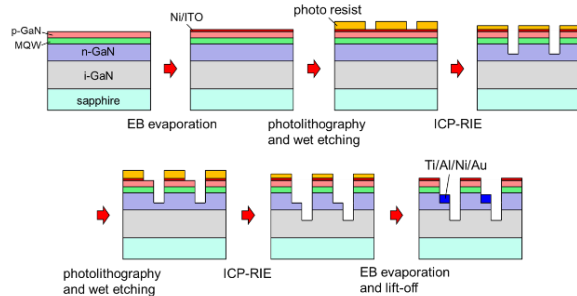 p-GaN
MQW
n-GaN
i-GaN
sapphire
Ni/ITO
photo resist
EB evaporation
photolithography
and wet etching
ICP-RIE
Ti/Al/Ni/Au
photolithography
and wet etching
ICP-RIE
EB evaporation
and lift-off